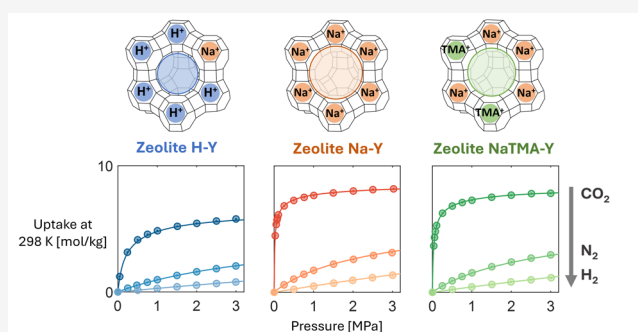 H+ H+ Na+ H+ H+ H+
Na+ Na+ Na+ Na+ Na+ Na+
TMA+ Na+ Na+ Na+ Na+ TMA+
Zeolite H-Y
Zeolite Na-Y
Zeolite NaTMA-Y
10
Uptake at
298 K [mol/kg]
0
CO2
N2
H2
0 1 2 3
0 1 2 3
0 1 2 3
Pressure [MPa]